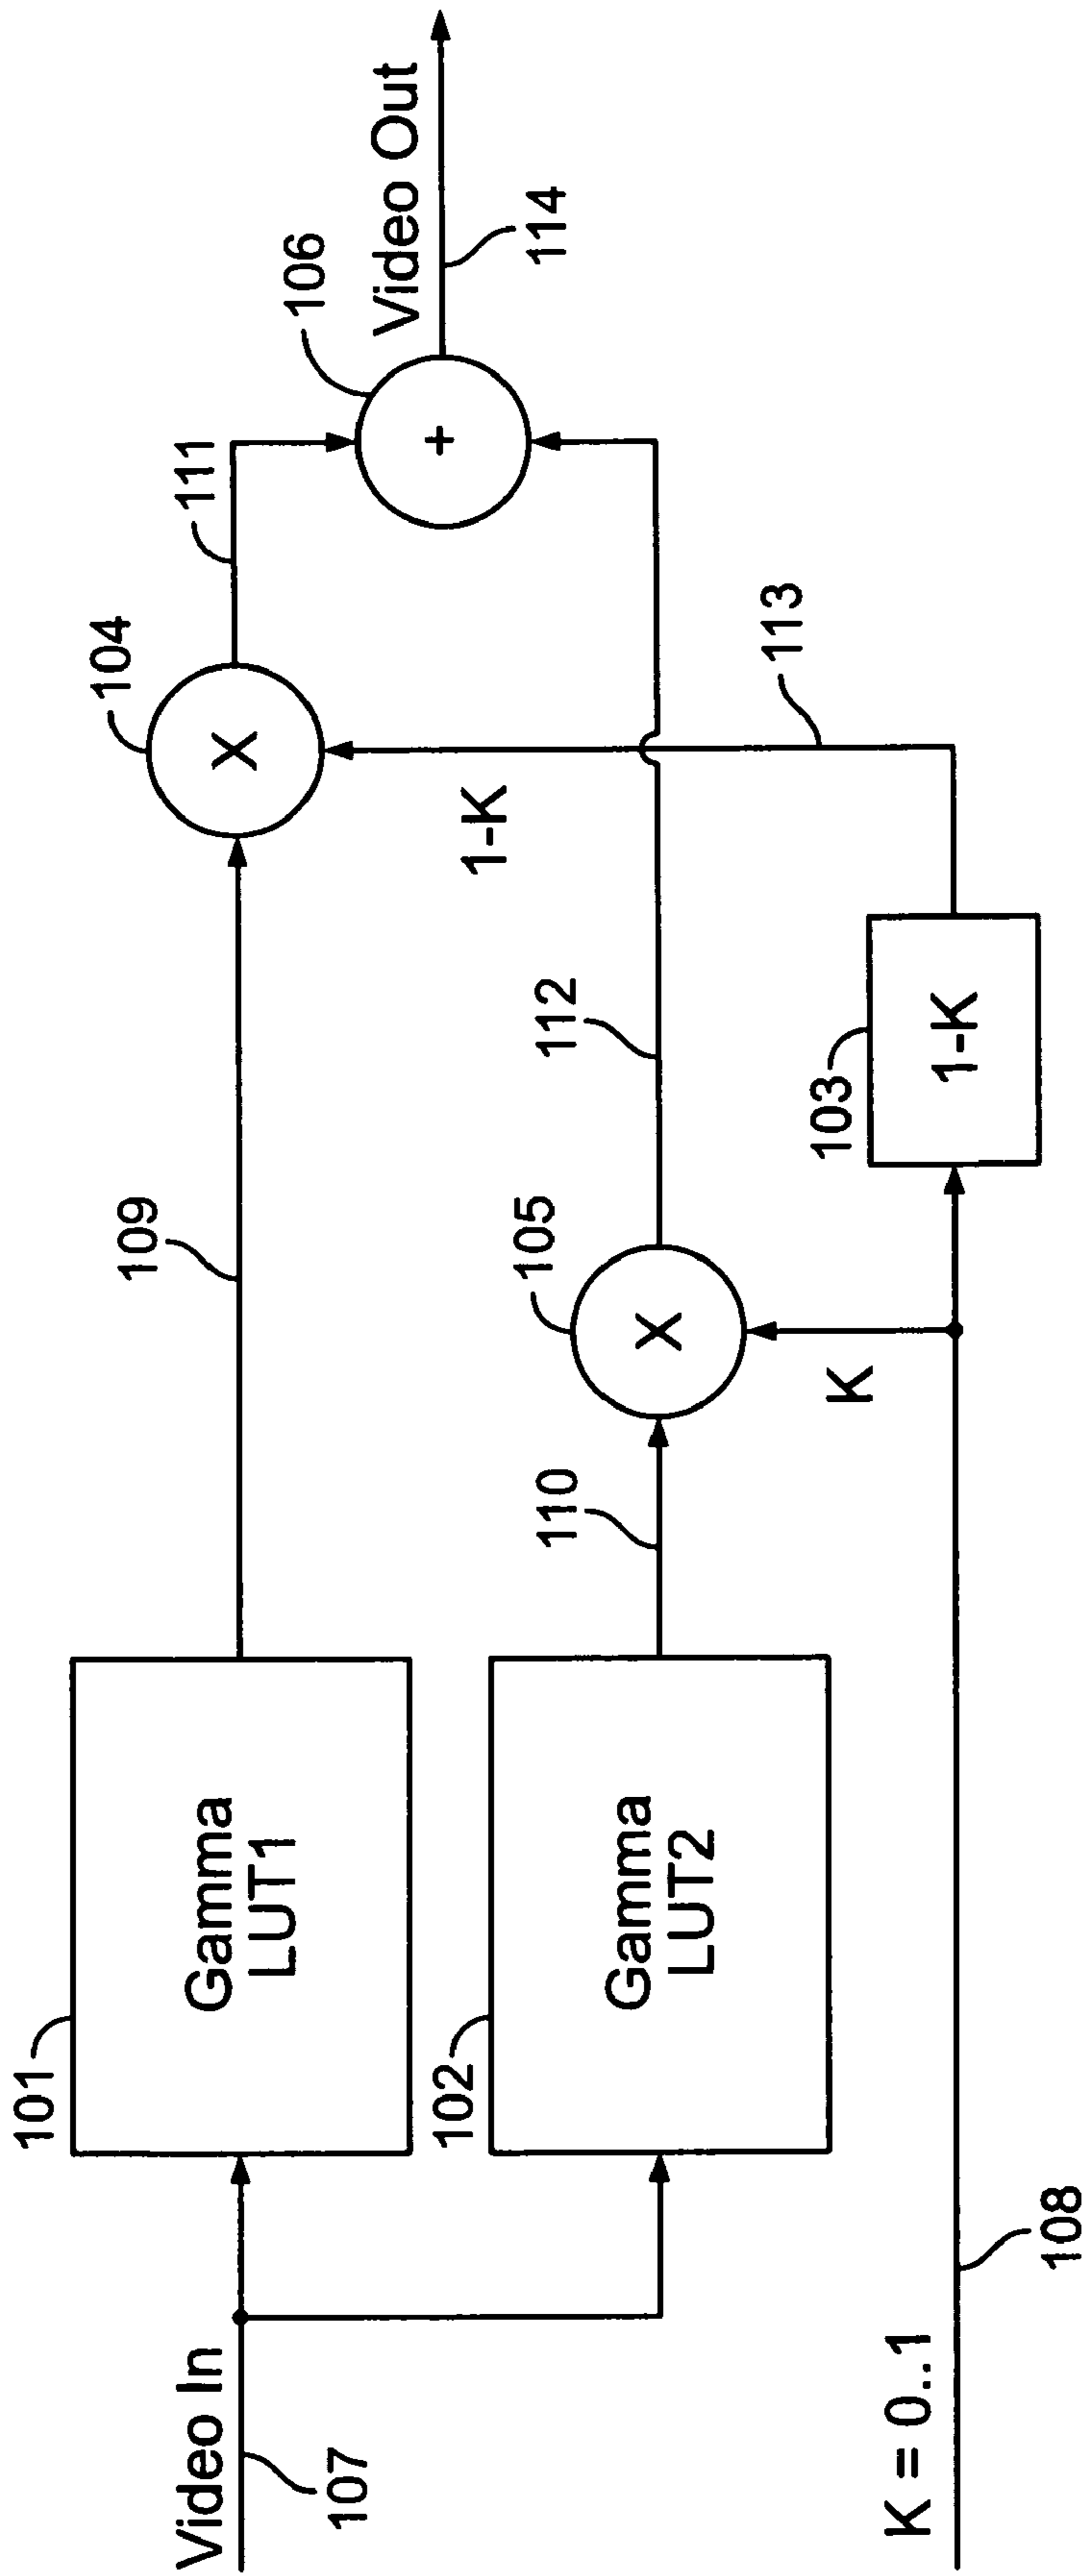 Video In
107
101
Gamma
LUT1
109
104
X
111
106
+
Video Out
114
102
Gamma
LUT2
110
105
X
K
112
1-K
113
103
1-K
K = 0..1
108